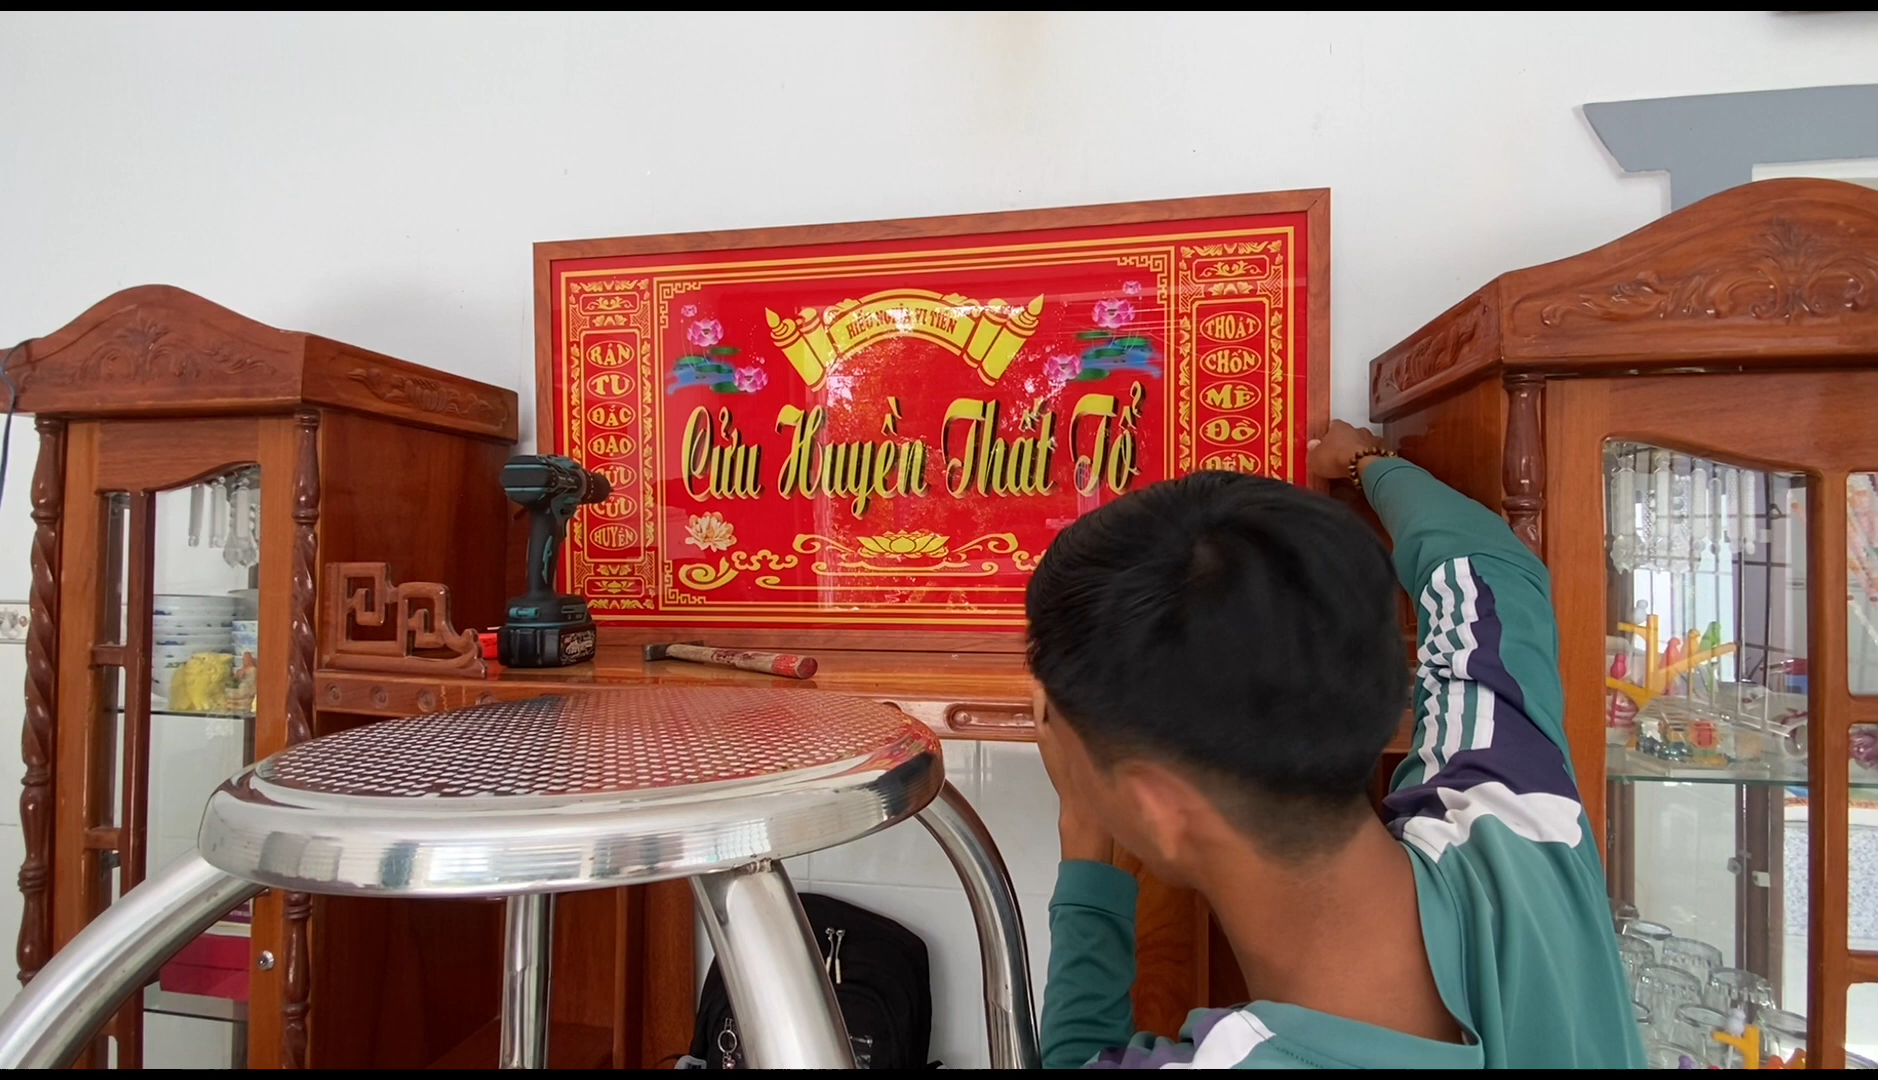 HIẾU NGHĨA VI TIÊN
Cửu Huyền Thất Tổ
RÁN
TU
ĐẮC
ĐẠO
CỨU
CỬU
HUYỀN
THOÁT
CHỐN
MÊ
ĐỒ
ĐẾN